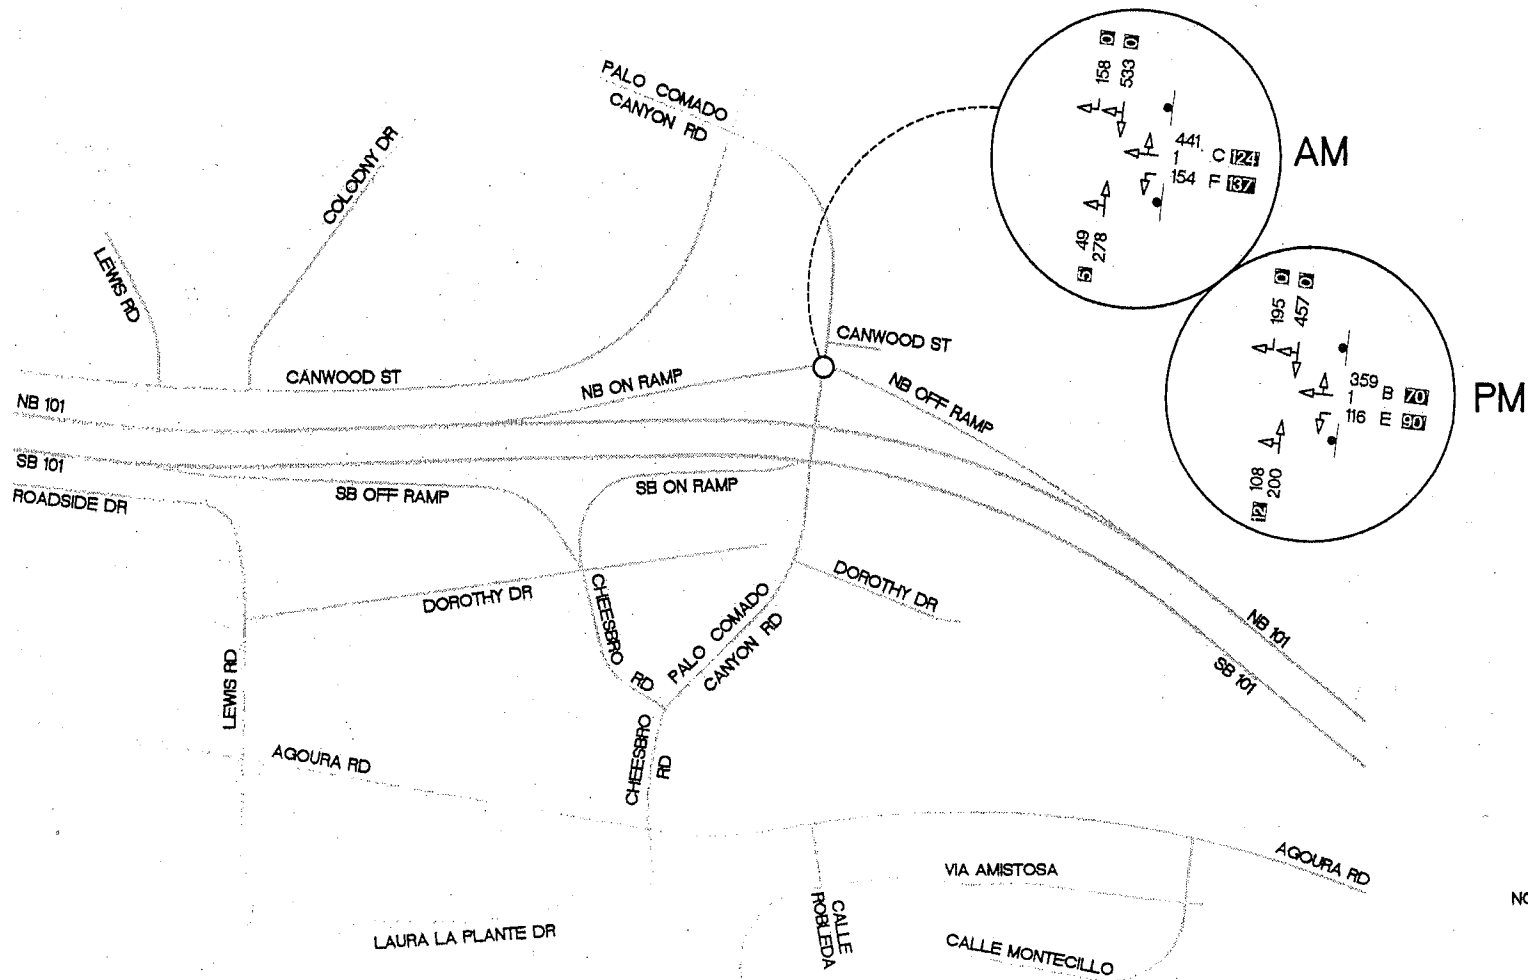 PALO COMADO
CANYON RD
COLODNY DR
LEWIS RD
CANWOOD ST
NB ON RAMP
CANWOOD ST
NB OFF RAMP
NB 101
SB 101
ROADSIDE DR
SB OFF RAMP
SB ON RAMP
DOROTHY DR
CHEESBRO
RD
PALO COMADO
CANYON RD
DOROTHY DR
NB 101
SB 101
LEWIS RD
AGOURA RD
CHEESBRO
RD
AGOURA RD
VIA AMISTOSA
CALLE
ROBLEDA
CALLE MONTECILLO
LAURA LA PLANTE DR
158 0
533 0
441 C 124'
1
154 F 137'
49
278
5'
AM
195 0
457 0
359 B 70'
1
116 E 90'
108
200
12'
PM